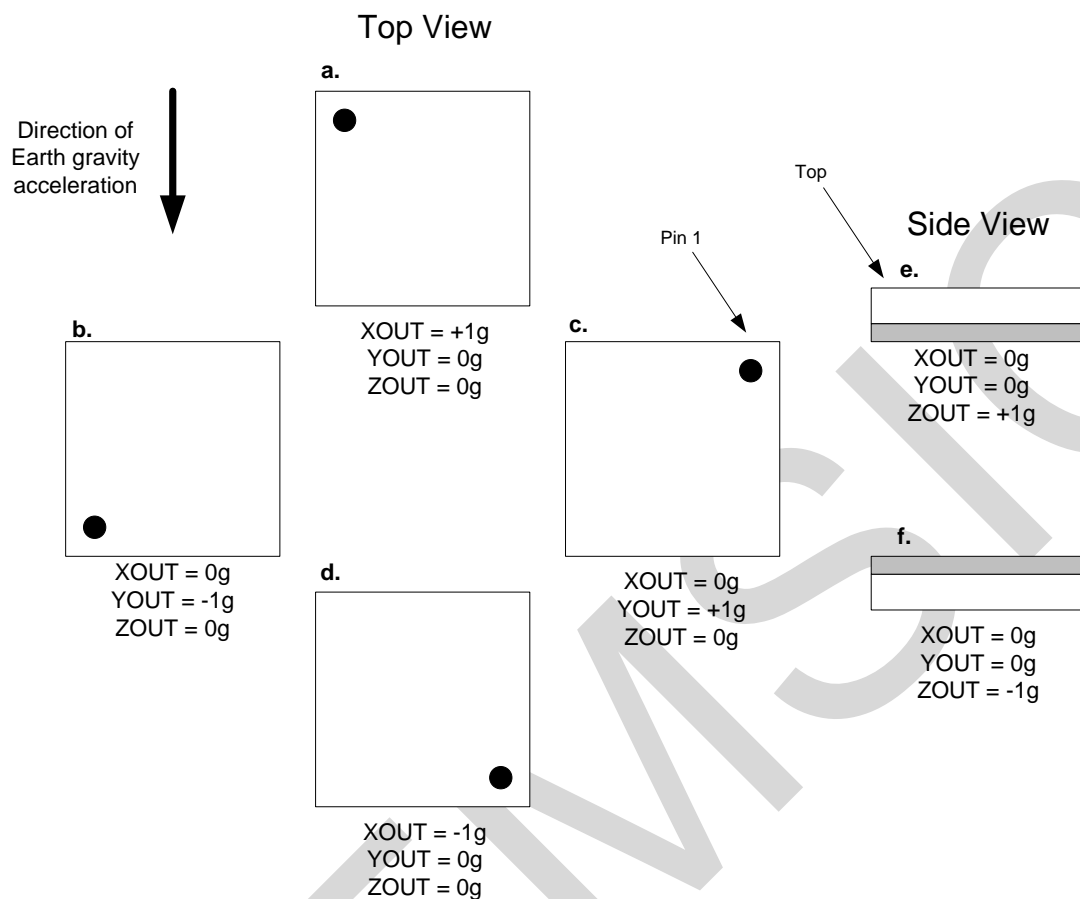 Top View
a.
Direction of
Earth gravity
acceleration
XOUT = +1g
YOUT = 0g
ZOUT = 0g
b.
XOUT = 0g
YOUT = -1g
ZOUT = 0g
Pin 1
c.
XOUT = 0g
YOUT = +1g
ZOUT = 0g
d.
XOUT = -1g
YOUT = 0g
ZOUT = 0g
Top
Side View
e.
XOUT = 0g
YOUT = 0g
ZOUT = +1g
f.
XOUT = 0g
YOUT = 0g
ZOUT = -1g